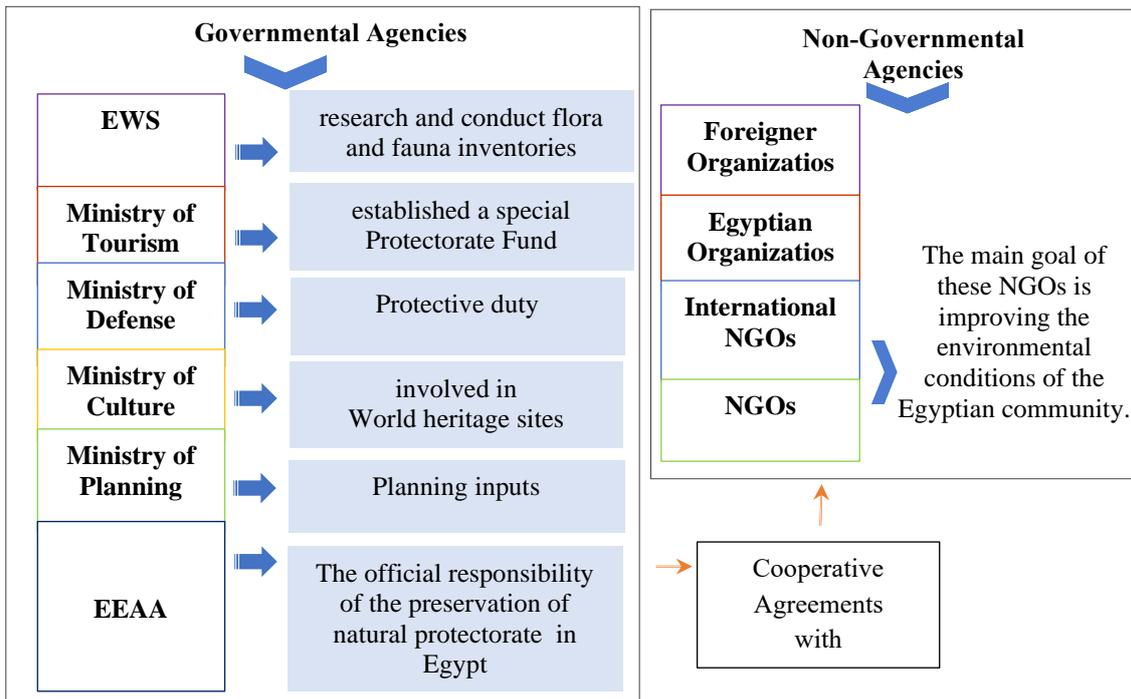 Governmental Agencies
EWS
research and conduct flora
and fauna inventories
Ministry of
Tourism
established a special
Protectorate Fund
Ministry of
Defense
Protective duty
Ministry of
Culture
involved in
World heritage sites
Ministry of
Planning
Planning inputs
EEAA
The official responsibility
of the preservation of
natural protectorate in
Egypt
Non-Governmental
Agencies
Foreigner
Organizatios
Egyptian
Organizatios
International
NGOs
NGOs
The main goal of
these NGOs is
improving the
environmental
conditions of the
Egyptian community.
Cooperative
Agreements
with